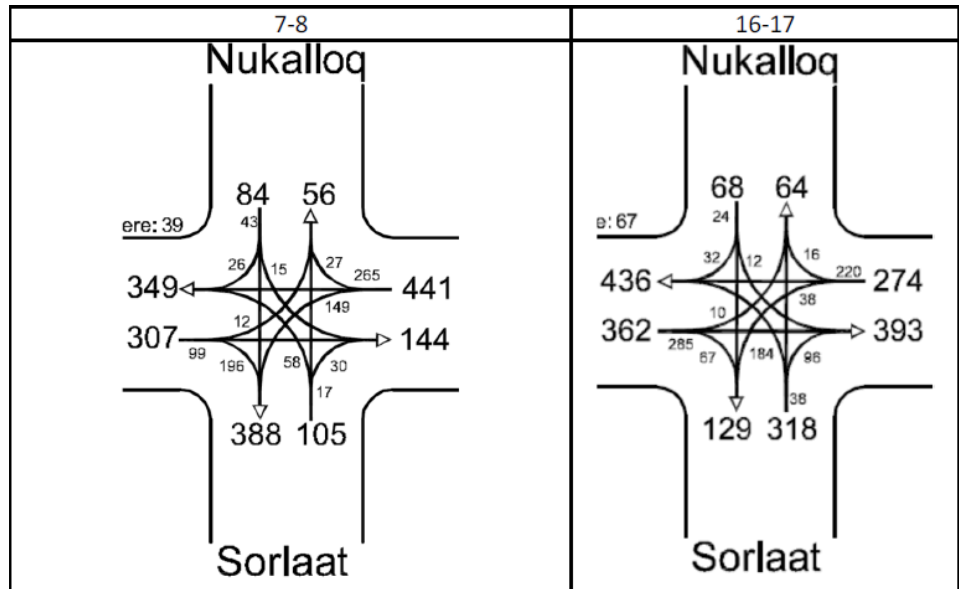 7-8
Nukalloq
84 56
ere: 39
43
26 15 27 265
349 441
12 149
307 144
99 196 58 30
17
388 105
Sorlaat
16-17
Nukalloq
68 64
e: 67
24
32 12 16
436 220 274
10 38
362 393
285 67 184 96
38
129 318
Sorlaat